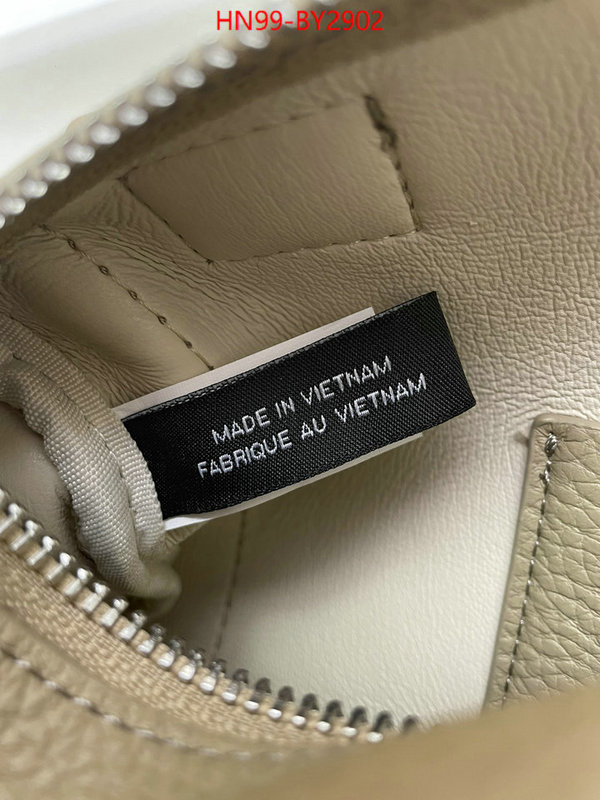 HN99-BY2902
MADE IN VIETNAM
FABRIQUE AU VIETNAM